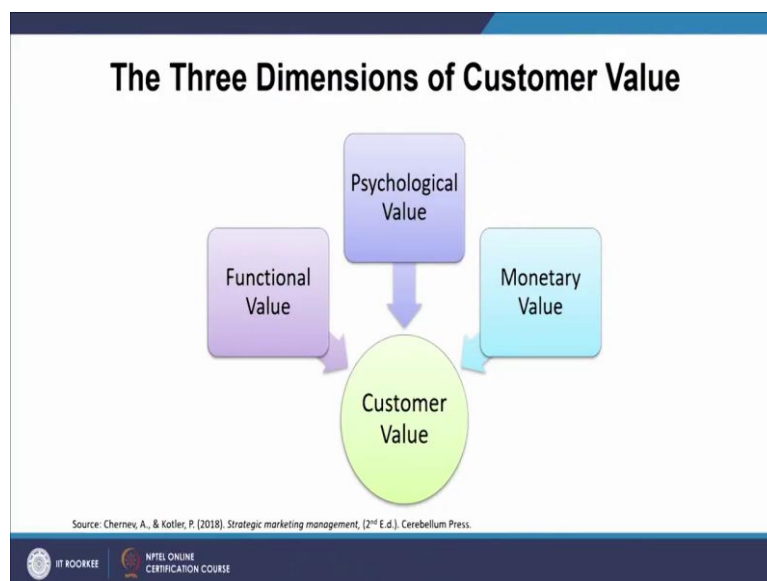 The Three Dimensions of Customer Value
Psychological
Value
Functional
Value
Monetary
Value
Customer
Value
Source: Chernev, A., & Kotler, P. (2018). Strategic marketing management, (2nd E.d.). Cerebellum Press.
IIT ROORKEE
NPTEL ONLINE
CERTIFICATION COURSE